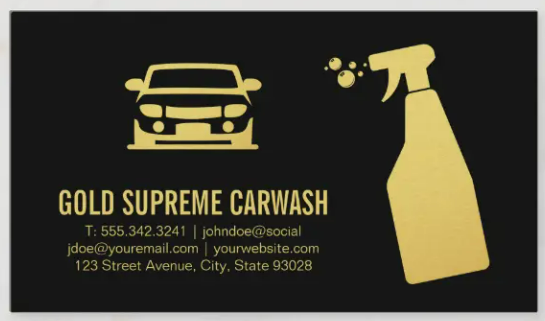 GOLD SUPREME CARWASH
T: 555.342.3241 | johndoe@social
jdoe@youremail.com | yourwebsite.com
123 Street Avenue, City, State 93028